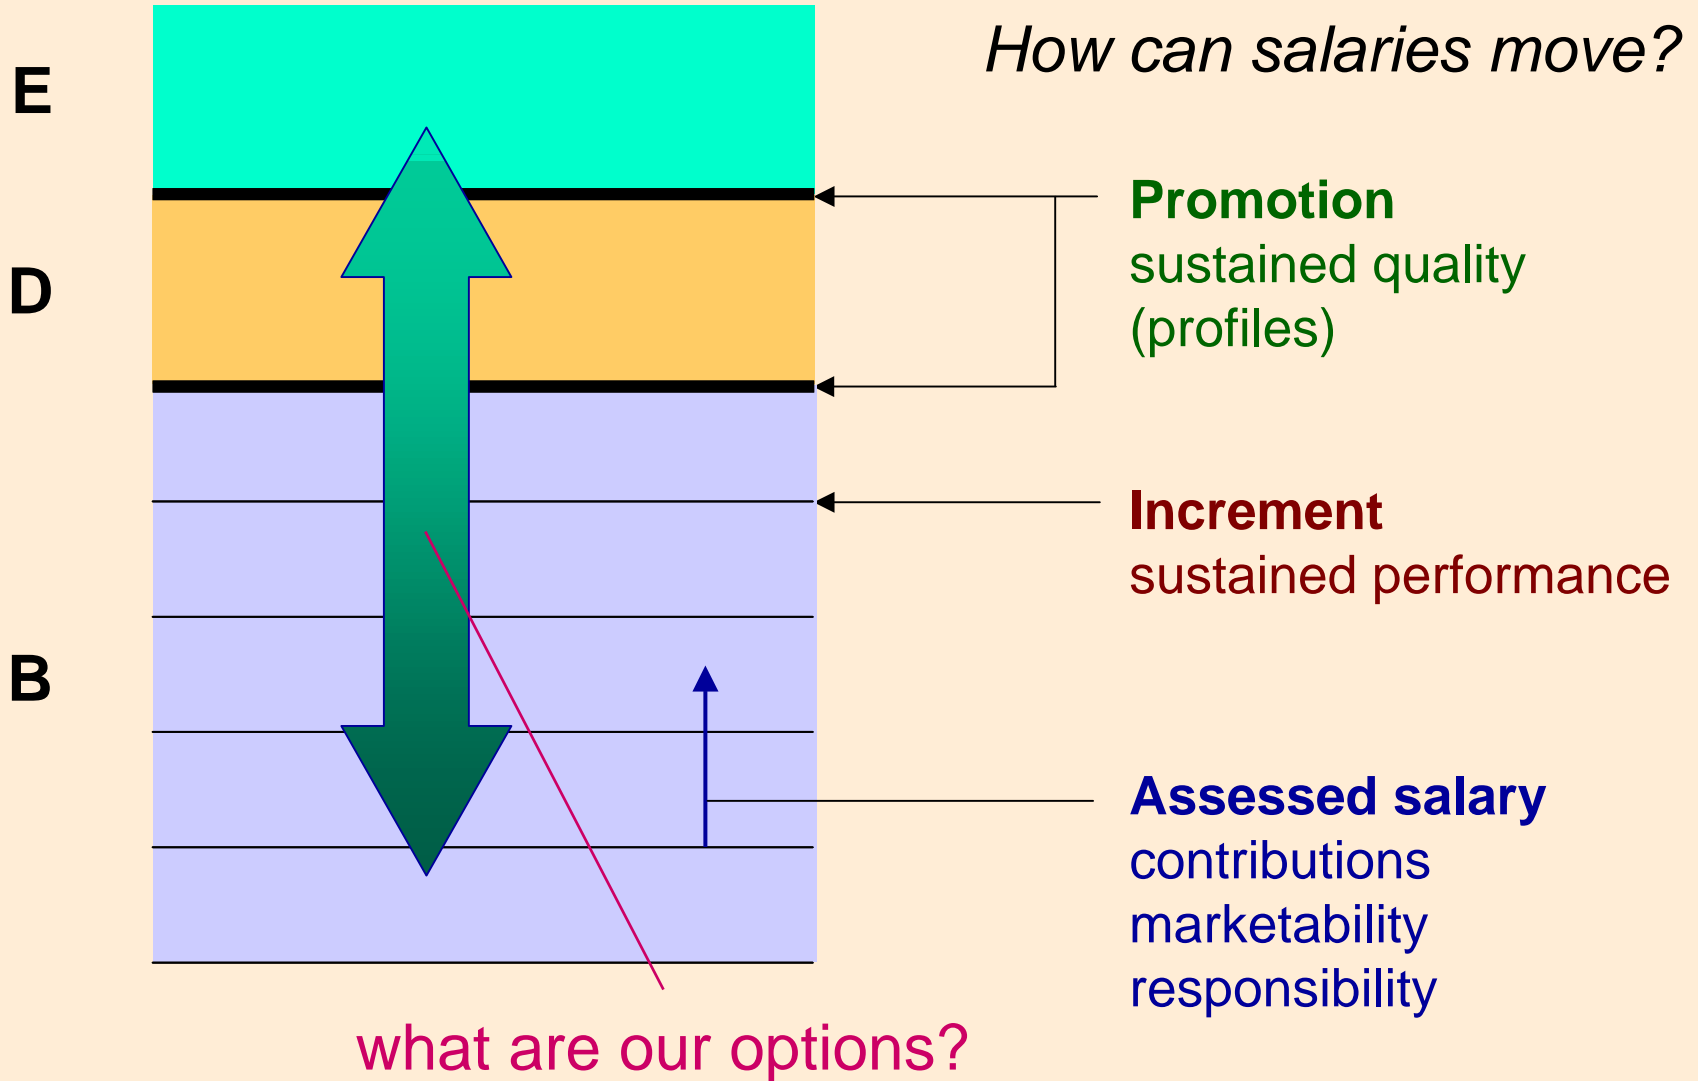 How can salaries move?
E
D
B
Promotion
sustained quality
(profiles)
Increment
sustained performance
Assessed salary
contributions
marketability
responsibility
what are our options?